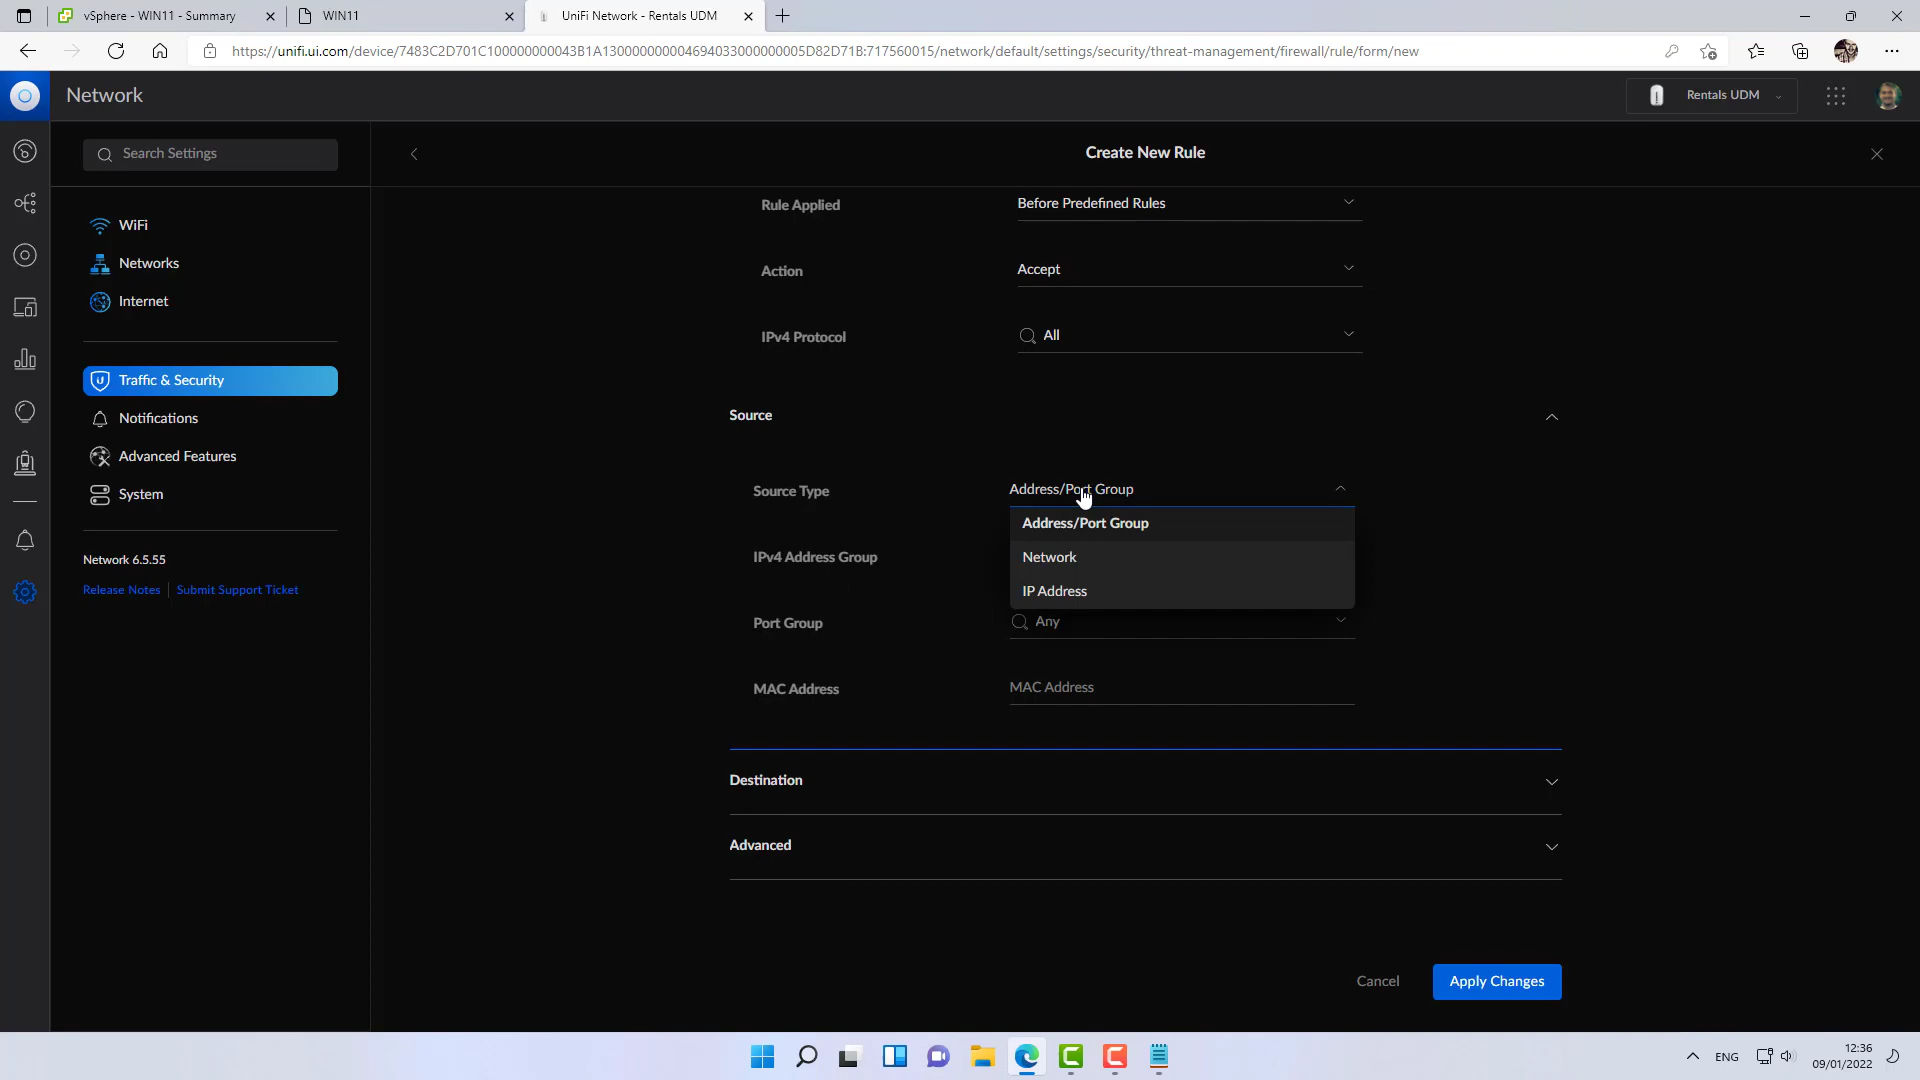 vSphere - WIN11 - Summary
WIN11
UniFi Network - Rentals UDM
https://unifi.ui.com/device/7483C2D701C100000000043B1A130000000004694033000000005D82D71B:717560015/network/default/settings/security/threat-management/firewall/rule/form/new
Network
Rentals UDM
Search Settings
Create New Rule
Rule Applied
Before Predefined Rules
WiFi
Networks
Action
Accept
Internet
IPv4 Protocol
All
Traffic & Security
Source
Notifications
Advanced Features
System
Source Type
Address/Port Group
Address/Port Group
Network 6.5.55
IPv4 Address Group
Network
Release Notes
Submit Support Ticket
IP Address
Port Group
Any
MAC Address
MAC Address
Destination
Advanced
Cancel
Apply Changes
ENG
12:36
09/01/2022